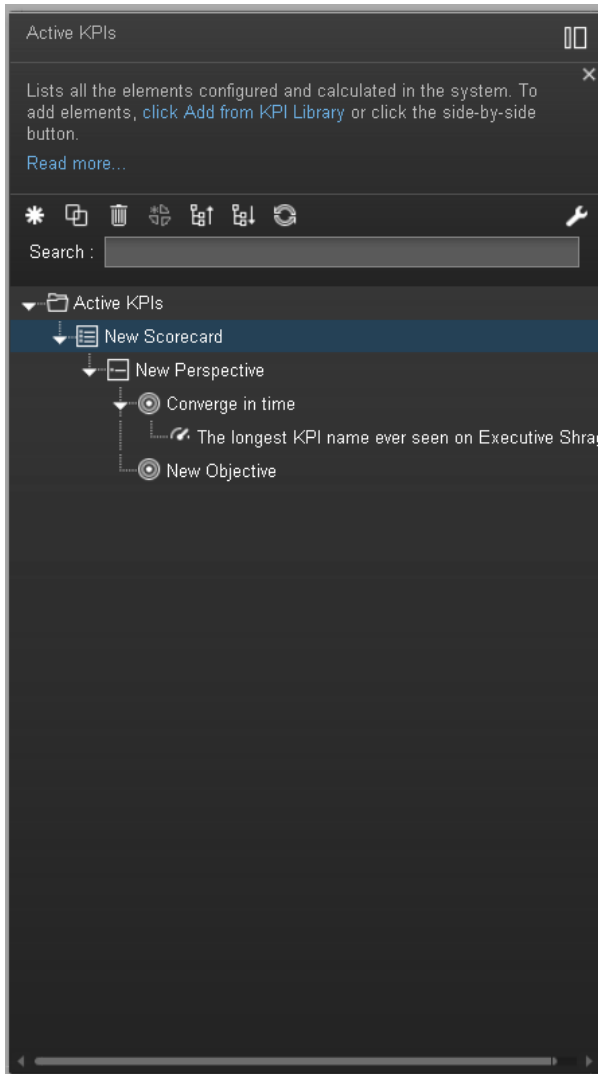 Active KPIs
Lists all the elements configured and calculated in the system. To
add elements, click Add from KPI Library or click the side-by-side
button.
Read more...
Search :
Active KPIs
New Scorecard
New Perspective
Converge in time
The longest KPI name ever seen on Executive Shrag
New Objective